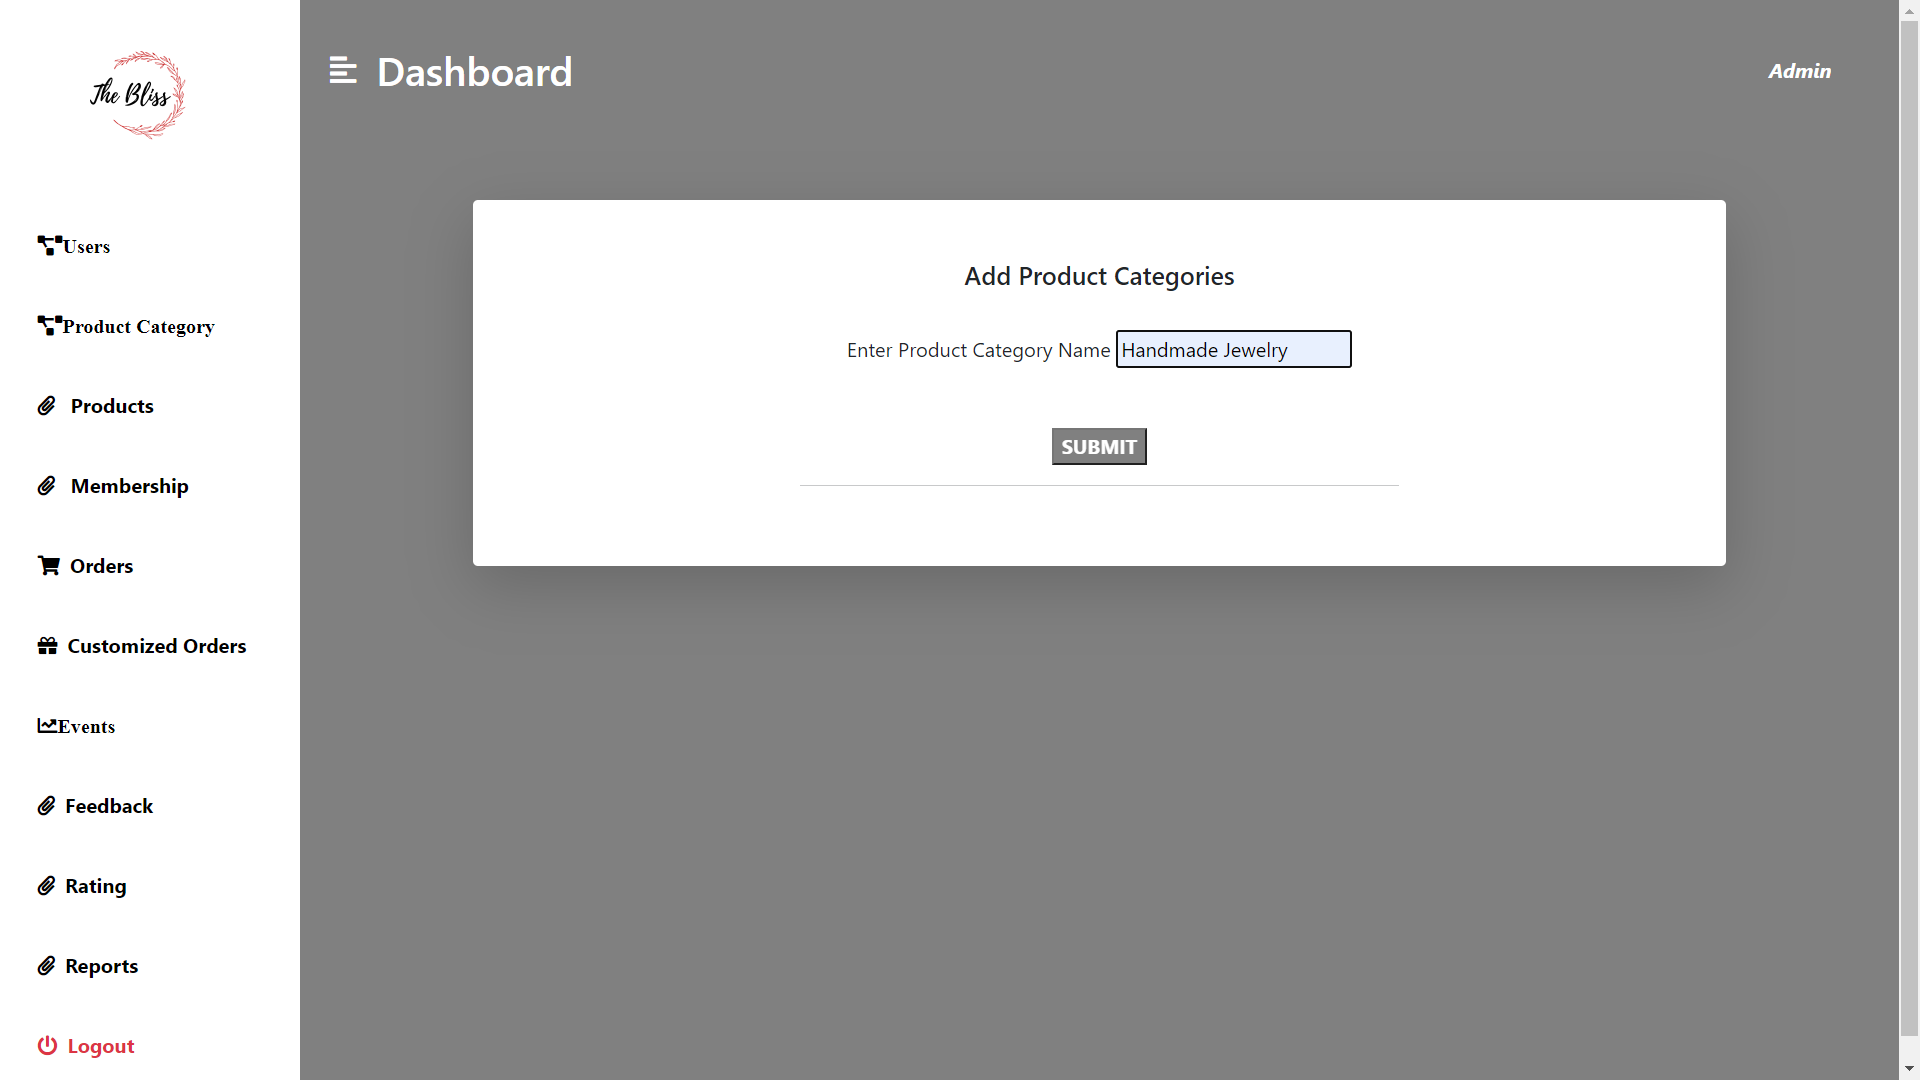 The Bliss
Users
Product Category
Products
Membership
Orders
Customized Orders
Events
Feedback
Rating
Reports
Logout
Dashboard
Admin
Add Product Categories
Enter Product Category Name Handmade Jewelry
SUBMIT